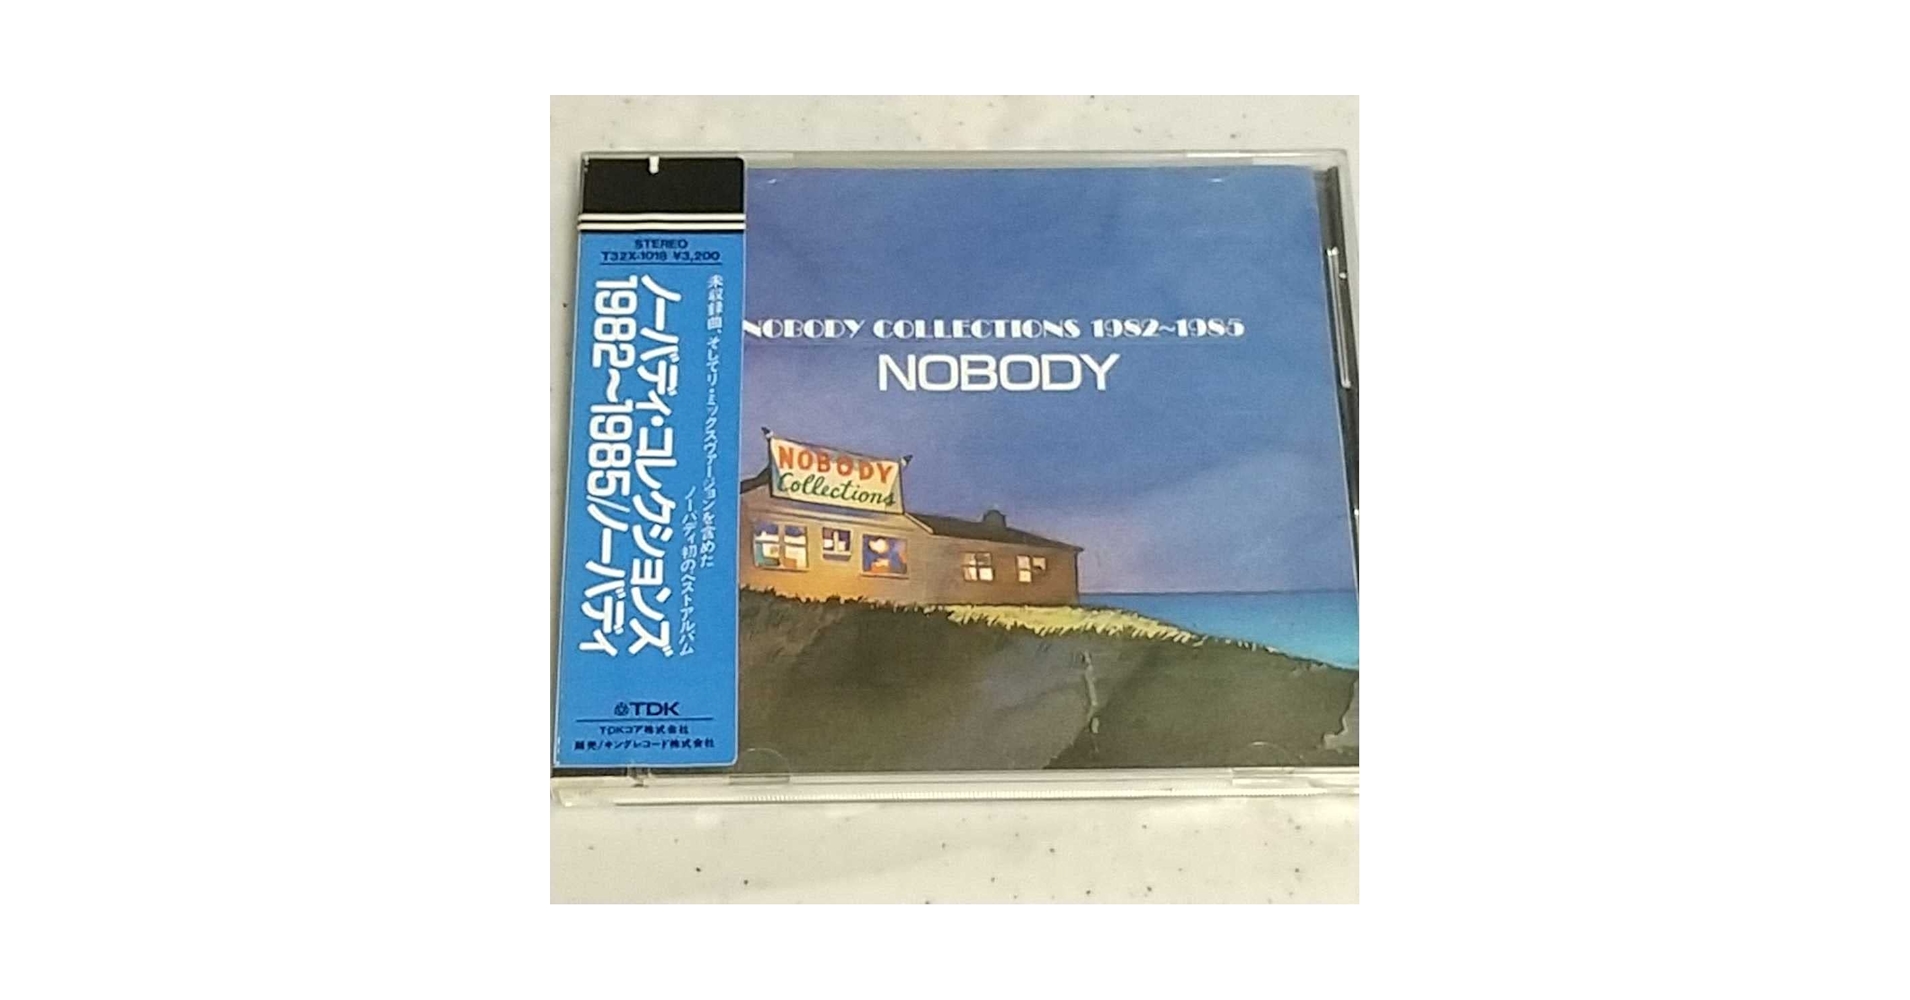 STEREO
T32X-1018 ¥3,200
未収録曲、そしてリ・ミックスヴァージョンを含めた
ノーバディ初のベストアルバム
ノーバディ・コレクションズ
1982〜1985/ノーバディ
TDK
TDKコア株式会社
販売/キングレコード株式会社
NOBODY COLLECTIONS 1982~1985
NOBODY
NOBODY
Collections